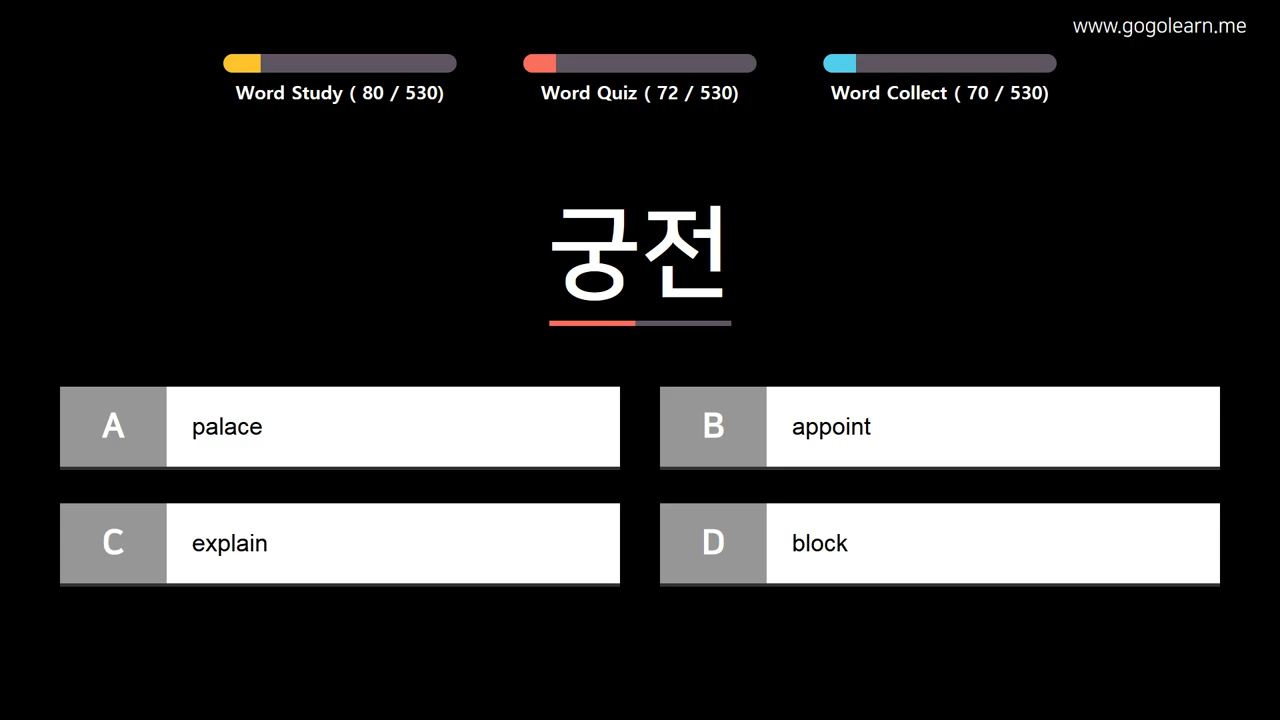 www.gogolearn.me
Word Study ( 80 / 530)
Word Quiz ( 72 / 530)
Word Collect ( 70 / 530)
궁전
A palace
B appoint
C explain
D block